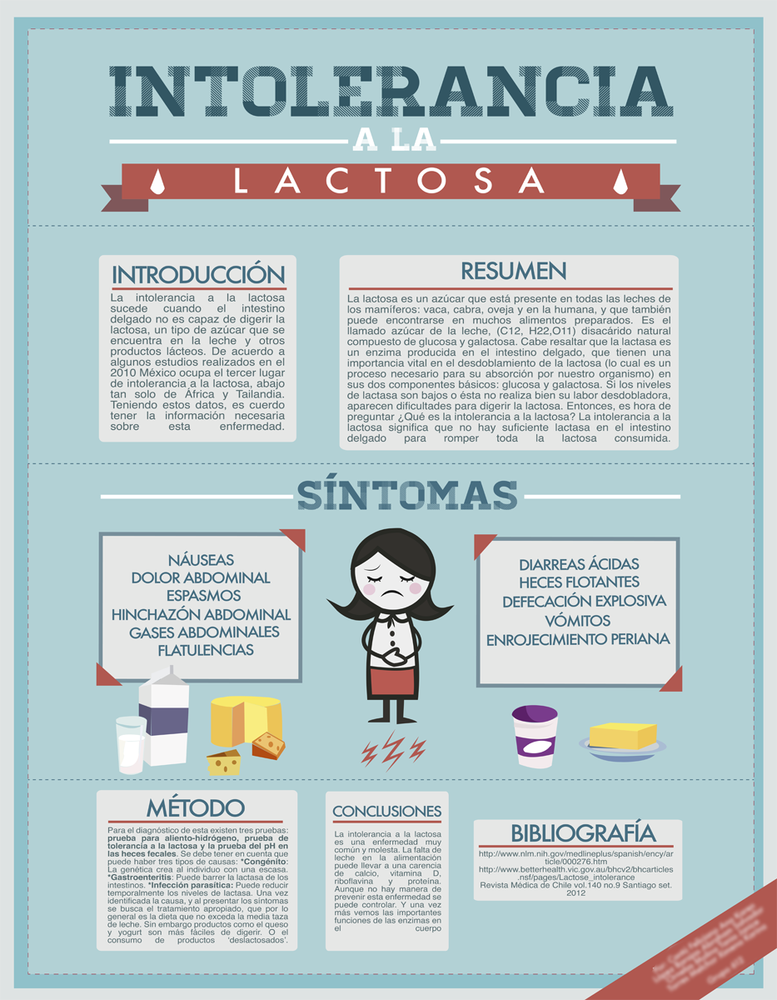 INTOLERANCIA
A LA
LACTOSA
INTRODUCCIÓN
La intolerancia a la lactosa
sucede cuando el intestino
delgado no es capaz de digerir la
lactosa, un tipo de azúcar que se
encuentra en la leche y otros
productos lácteos. De acuerdo a
algunos estudios realizados en el
2010 México ocupa el tercer lugar
de intolerancia a la lactosa, abajo
tan solo de África y Tailandia.
Teniendo estos datos, es cuerdo
tener la información necesaria
sobre esta enfermedad.
RESUMEN
La lactosa es un azúcar que está presente en todas las leches de
los mamíferos: vaca, cabra, oveja y en la humana, y que también
puede encontrarse en muchos alimentos preparados. Es el
llamado azúcar de la leche, (C12, H22,O11) disacárido natural
compuesto de glucosa y galactosa. Cabe resaltar que la lactasa es
un enzima producida en el intestino delgado, que tienen una
importancia vital en el desdoblamiento de la lactosa (lo cual es un
proceso necesario para su absorción por nuestro organismo) en
sus dos componentes básicos: glucosa y galactosa. Si los niveles
de lactasa son bajos o ésta no realiza bien su labor desdobladora,
aparecen dificultades para digerir la lactosa. Entonces, es hora de
preguntar ¿Qué es la intolerancia a la lactosa? La intolerancia a la
lactosa significa que no hay suficiente lactasa en el intestino
delgado para romper toda la lactosa consumida.
SÍNTOMAS
NÁUSEAS
DOLOR ABDOMINAL
ESPASMOS
HINCHAZÓN ABDOMINAL
GASES ABDOMINALES
FLATULENCIAS
DIARREAS ÁCIDAS
HECES FLOTANTES
DEFECACIÓN EXPLOSIVA
VÓMITOS
ENROJECIMIENTO PERIANA
MÉTODO
Para el diagnóstico de esta existen tres pruebas:
prueba para aliento-hidrógeno, prueba de
tolerancia a la lactosa y la prueba del pH en
las heces fecales. Se debe tener en cuenta que
puede haber tres tipos de causas: *Congénito:
La genética crea al individuo con una escasa.
*Gastroenteritis: Puede barrer la lactasa de los
intestinos. *Infección parasítica: Puede reducir
temporalmente los niveles de lactasa. Una vez
identificada la causa, y al presentar los síntomas
se busca el tratamiento apropiado, que por lo
general es la dieta que no exceda la media taza
de leche. Sin embargo productos como el queso
y yogurt son más fáciles de digerir. O el
consumo de productos ‘deslactosados’.
CONCLUSIONES
La intolerancia a la lactosa
es una enfermedad muy
común y molesta. La falta de
leche en la alimentación
puede llevar a una carencia
de calcio, vitamina D,
riboflavina y proteína.
Aunque no hay manera de
prevenir esta enfermedad se
puede controlar. Y una vez
más vemos las importantes
funciones de las enzimas en
el cuerpo
BIBLIOGRAFÍA
http://www.nlm.nih.gov/medlineplus/spanish/ency/ar
ticle/000276.htm
http://www.betterhealth.vic.gov.au/bhcv2/bhcarticles
.nsf/pages/Lactose_intolerance
Revista Médica de Chile vol.140 no.9 Santiago set.
2012